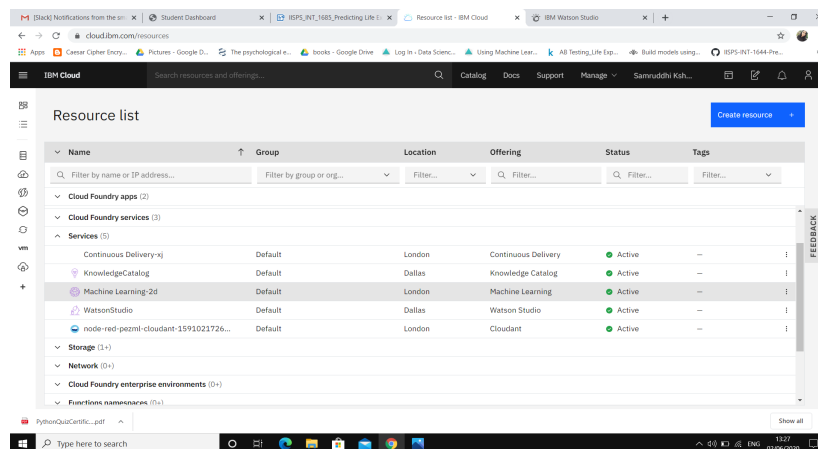 [Slack] Notifications from the sm
Student Dashboard
IISPS_INT_1685_Predicting Life Ex
Resource list - IBM Cloud
IBM Watson Studio
cloud.ibm.com/resources
Apps
Caesar Cipher Encry...
Pictures - Google D...
The psychological e...
books - Google Drive
Log In ‹ Data Scienc...
Using Machine Lear...
AB Testing_Life Exp...
Build models using...
IISPS-INT-1644-Pre...
IBM Cloud
Search resources and offerings...
Catalog
Docs
Support
Manage
Samruddhi Ksh...
Resource list
Create resource +
Name
Group
Location
Offering
Status
Tags
Filter by name or IP address...
Filter by group or org...
Filter...
Filter...
Filter...
Filter...
Cloud Foundry apps (2)
Cloud Foundry services (3)
Services (5)
Continuous Delivery-xj Default London Continuous Delivery Active –
KnowledgeCatalog Default Dallas Knowledge Catalog Active –
Machine Learning-2d Default London Machine Learning Active –
WatsonStudio Default Dallas Watson Studio Active –
node-red-pezml-cloudant-1591021726... Default London Cloudant Active –
Storage (1+)
Network (0+)
Cloud Foundry enterprise environments (0+)
Functions namespaces (0+)
vm
FEEDBACK
PythonQuizCertific....pdf
Show all
Type here to search
ENG
13:27
02/06/2020